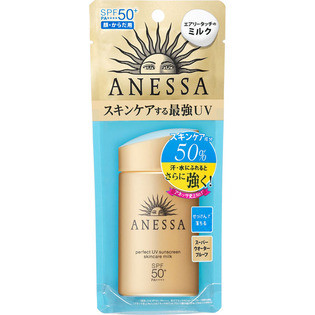 SPF50+
PA++++
顔・からだ用
エアリータッチの
ミルク
ANESSA
スキンケアする最強UV
スキンケア成分
50%
汗・水にふれると
さらに強く!
せっけんで
落ちる
スーパー
ウォーター
プルーフ
ANESSA
perfect UV sunscreen
skincare milk
SPF
50+
PA++++